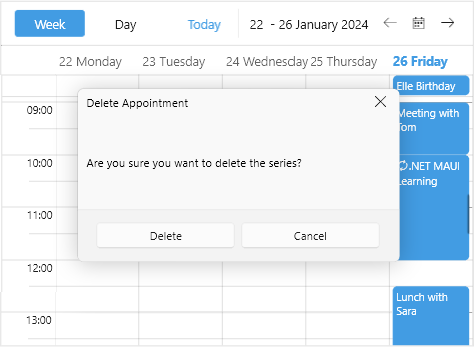 Week Day Today 22 - 26 January 2024
22 Monday 23 Tuesday 24 Wednesday 25 Thursday 26 Friday
Elle Birthday
09:00
Meeting with
Tom
10:00
.NET MAUI
Learning
11:00
12:00
Lunch with
Sara
13:00
Delete Appointment
Are you sure you want to delete the series?
Delete Cancel